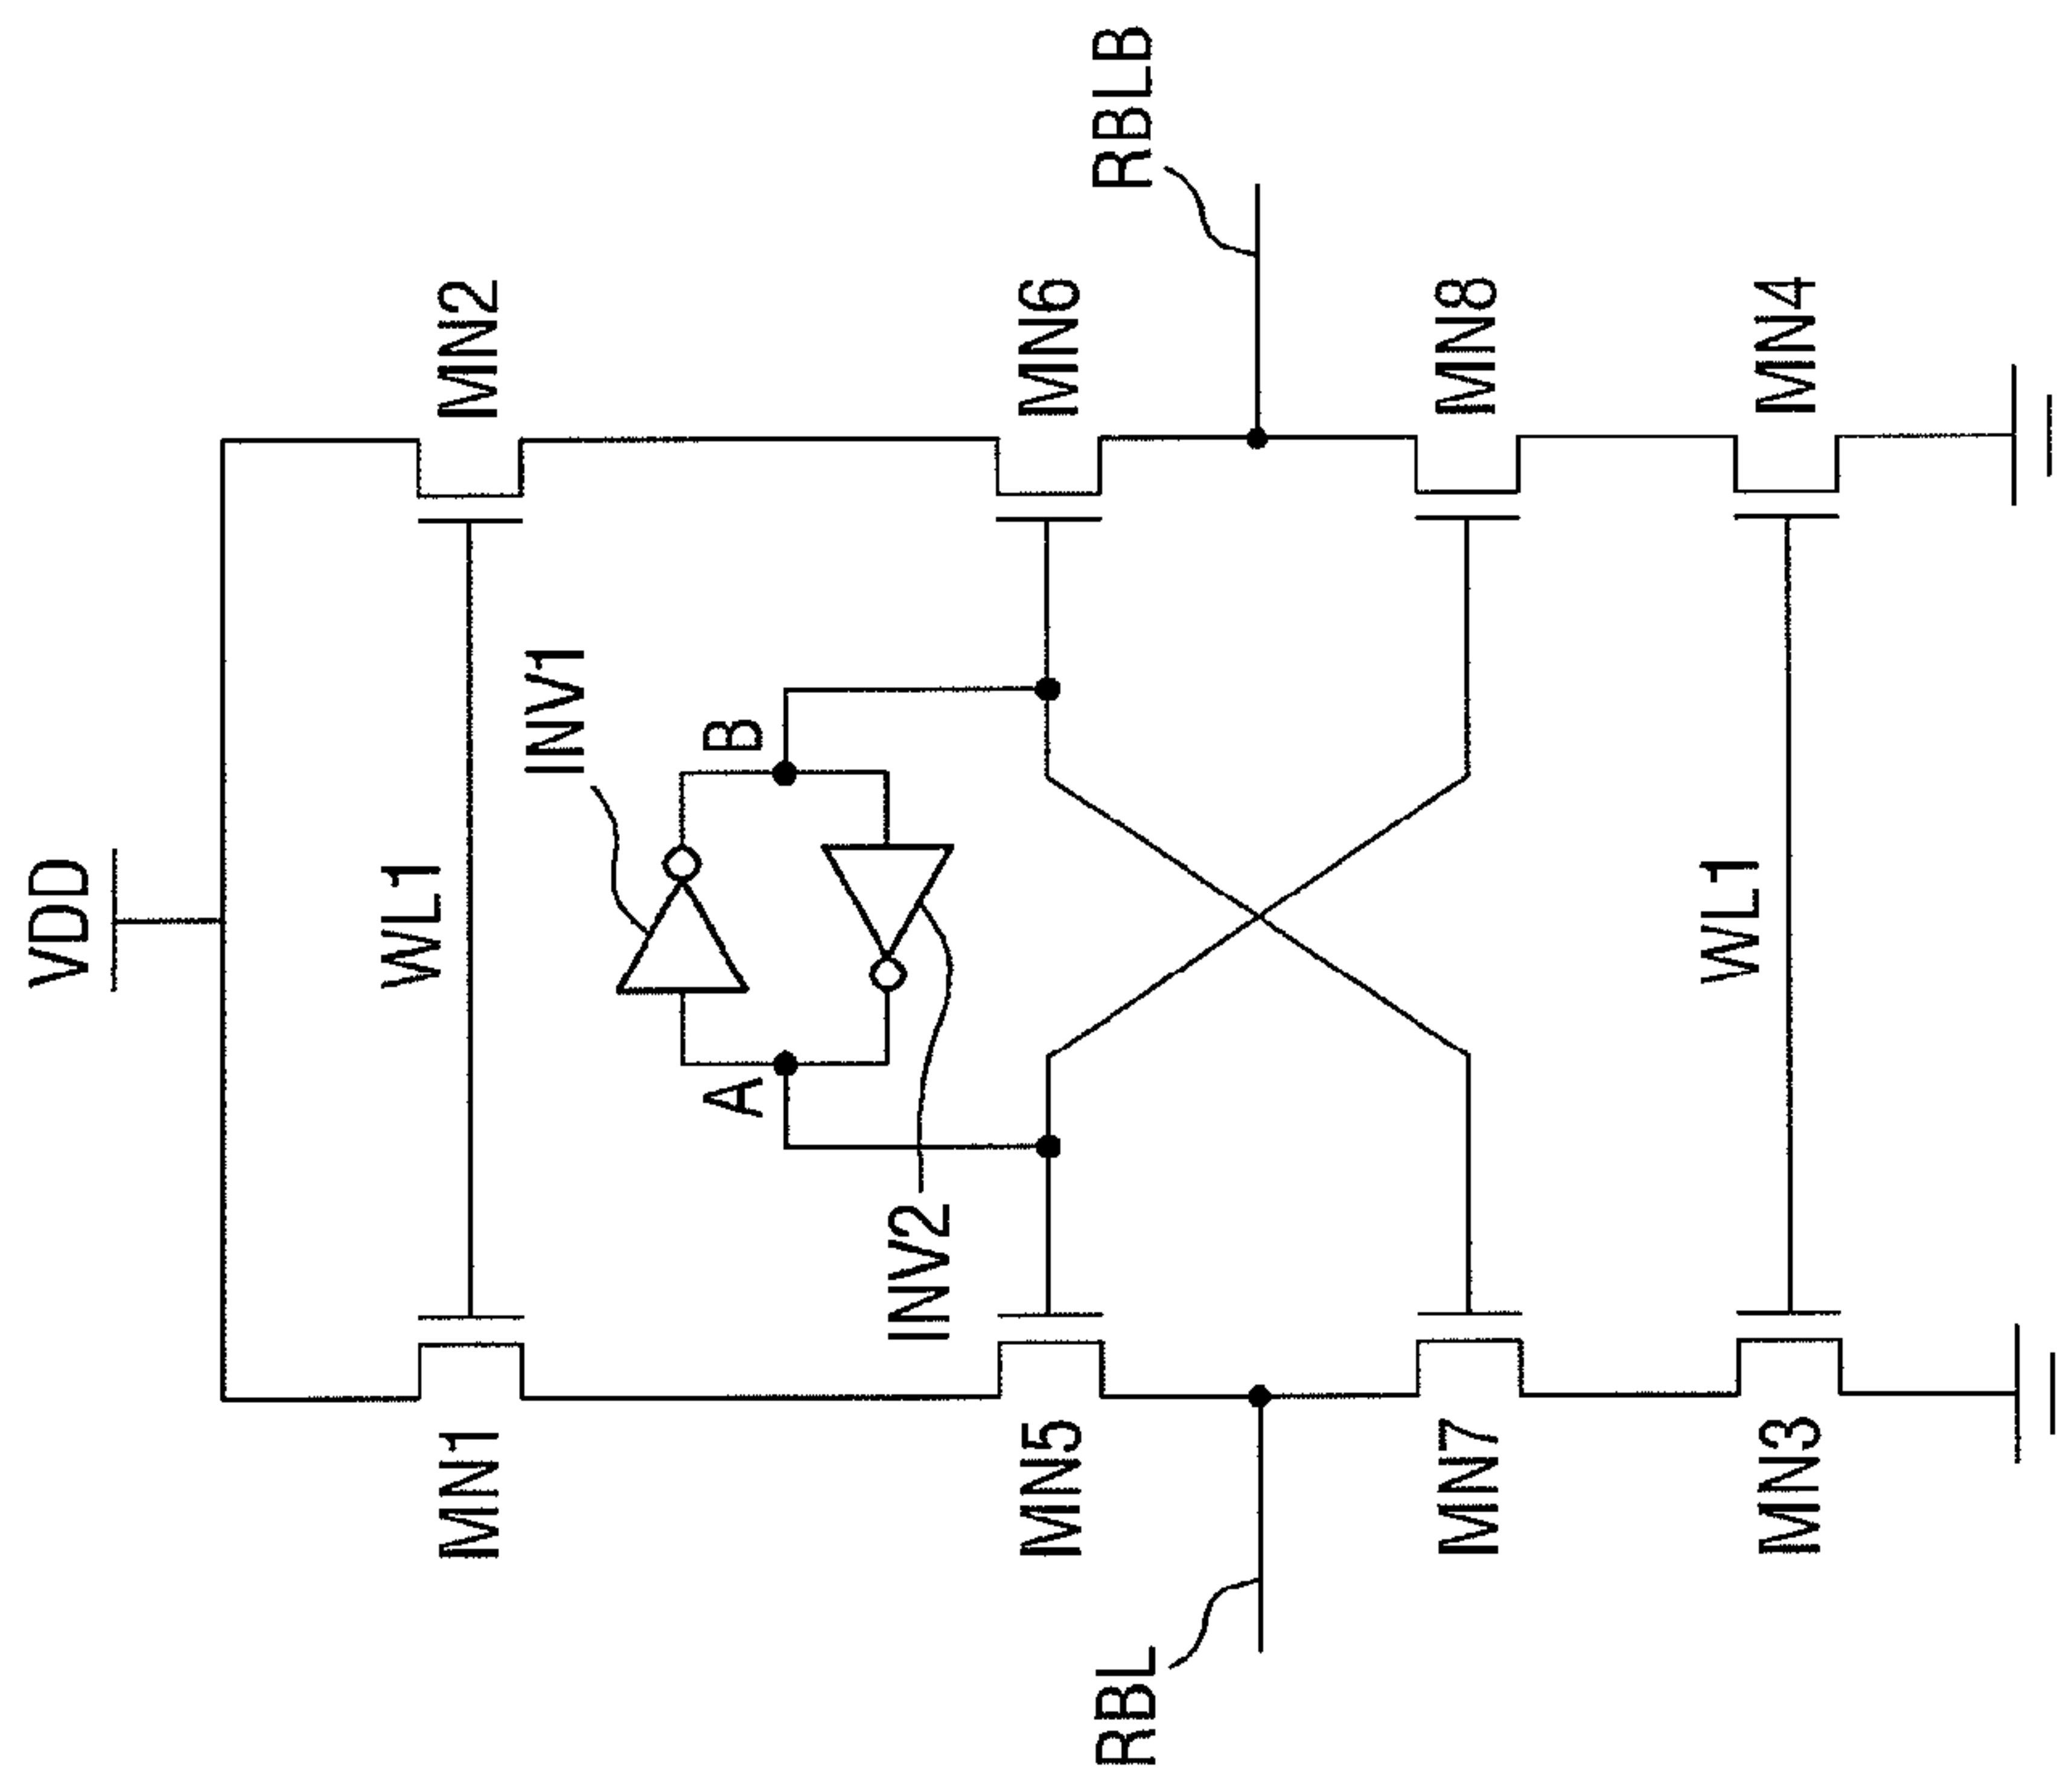 VDD
WL1
MN1
MN2
INV1
A
B
INV2
MN5
MN6
RBL
RBLB
MN7
MN8
WL1
MN3
MN4